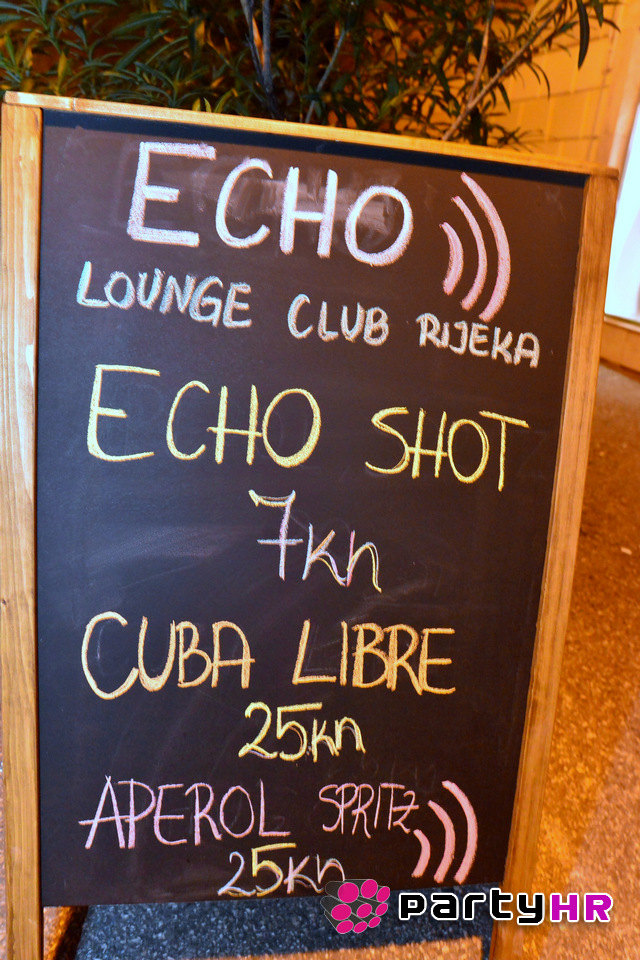 ECHO
LOUNGE CLUB RIJEKA
ECHO SHOT
7kn
CUBA LIBRE
25kn
APEROL SPRITZ
25kn
partyHR